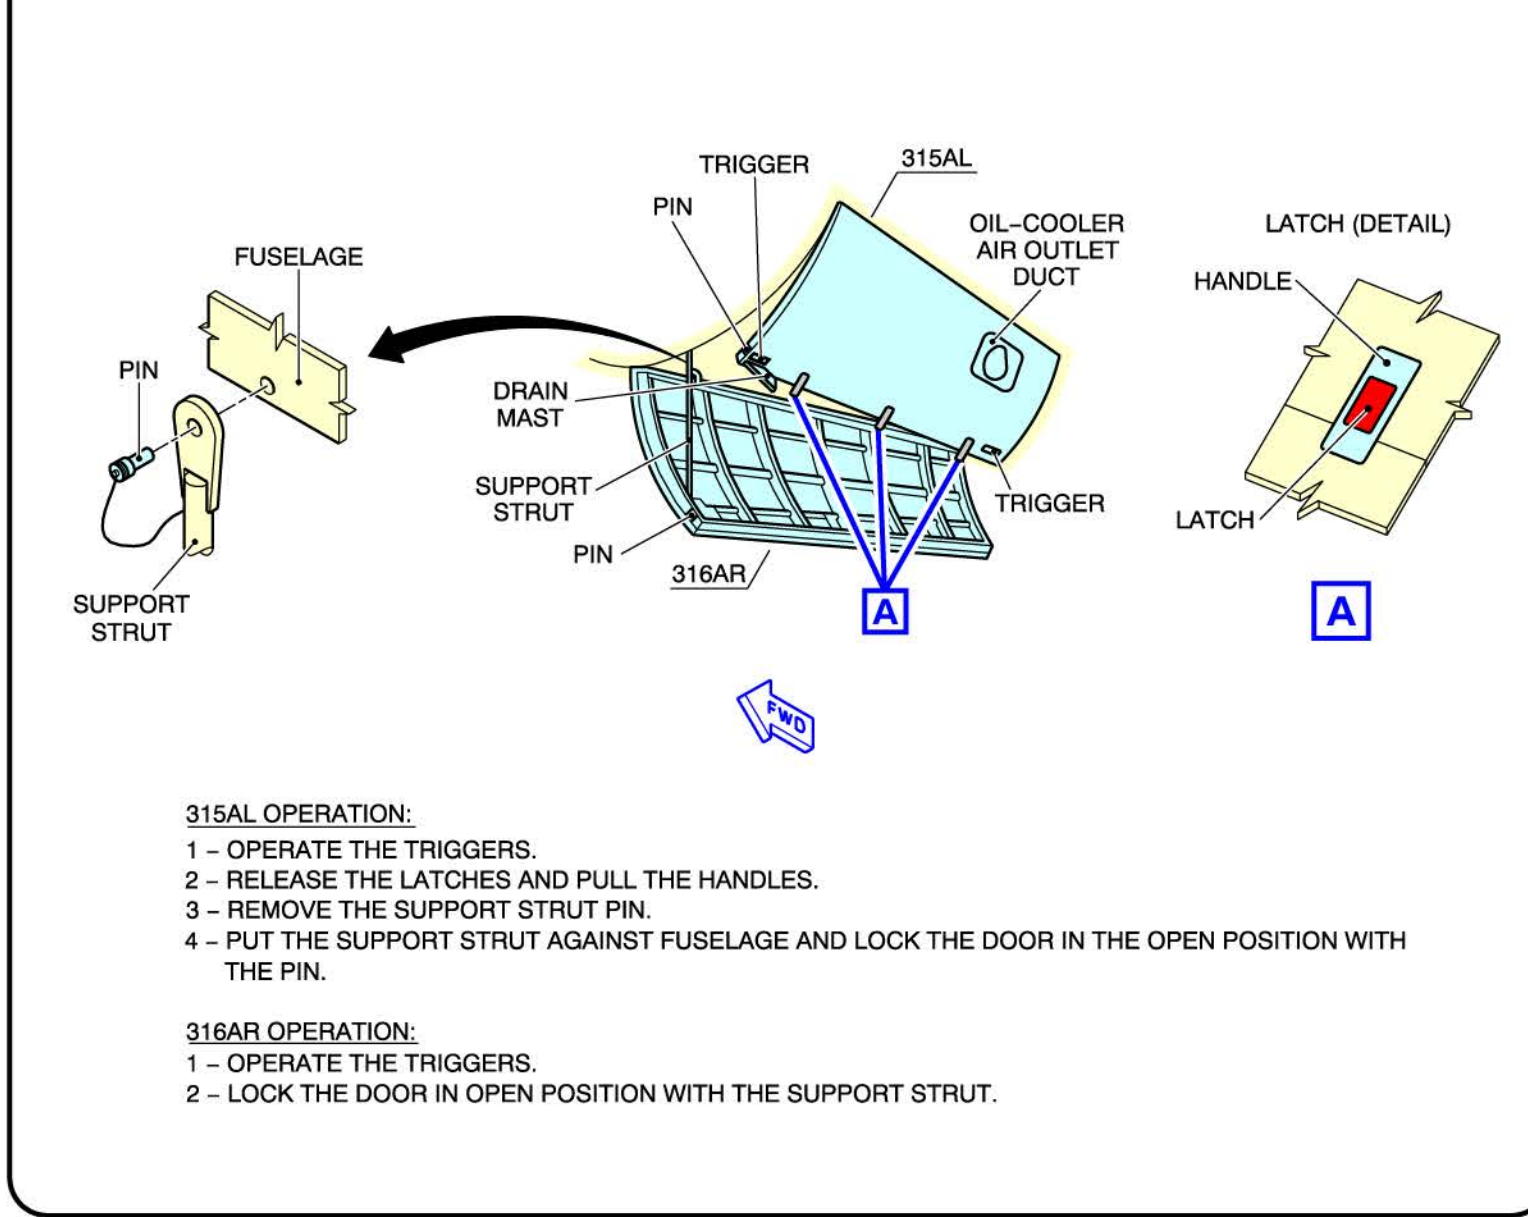 TRIGGER
315AL
PIN
OIL–COOLER
AIR OUTLET
DUCT
LATCH (DETAIL)
FUSELAGE
HANDLE
PIN
DRAIN
MAST
SUPPORT
STRUT
TRIGGER
LATCH
PIN
316AR
SUPPORT
STRUT
A
A
FWD
315AL OPERATION:
1 – OPERATE THE TRIGGERS.
2 – RELEASE THE LATCHES AND PULL THE HANDLES.
3 – REMOVE THE SUPPORT STRUT PIN.
4 – PUT THE SUPPORT STRUT AGAINST FUSELAGE AND LOCK THE DOOR IN THE OPEN POSITION WITH
THE PIN.
316AR OPERATION:
1 – OPERATE THE TRIGGERS.
2 – LOCK THE DOOR IN OPEN POSITION WITH THE SUPPORT STRUT.